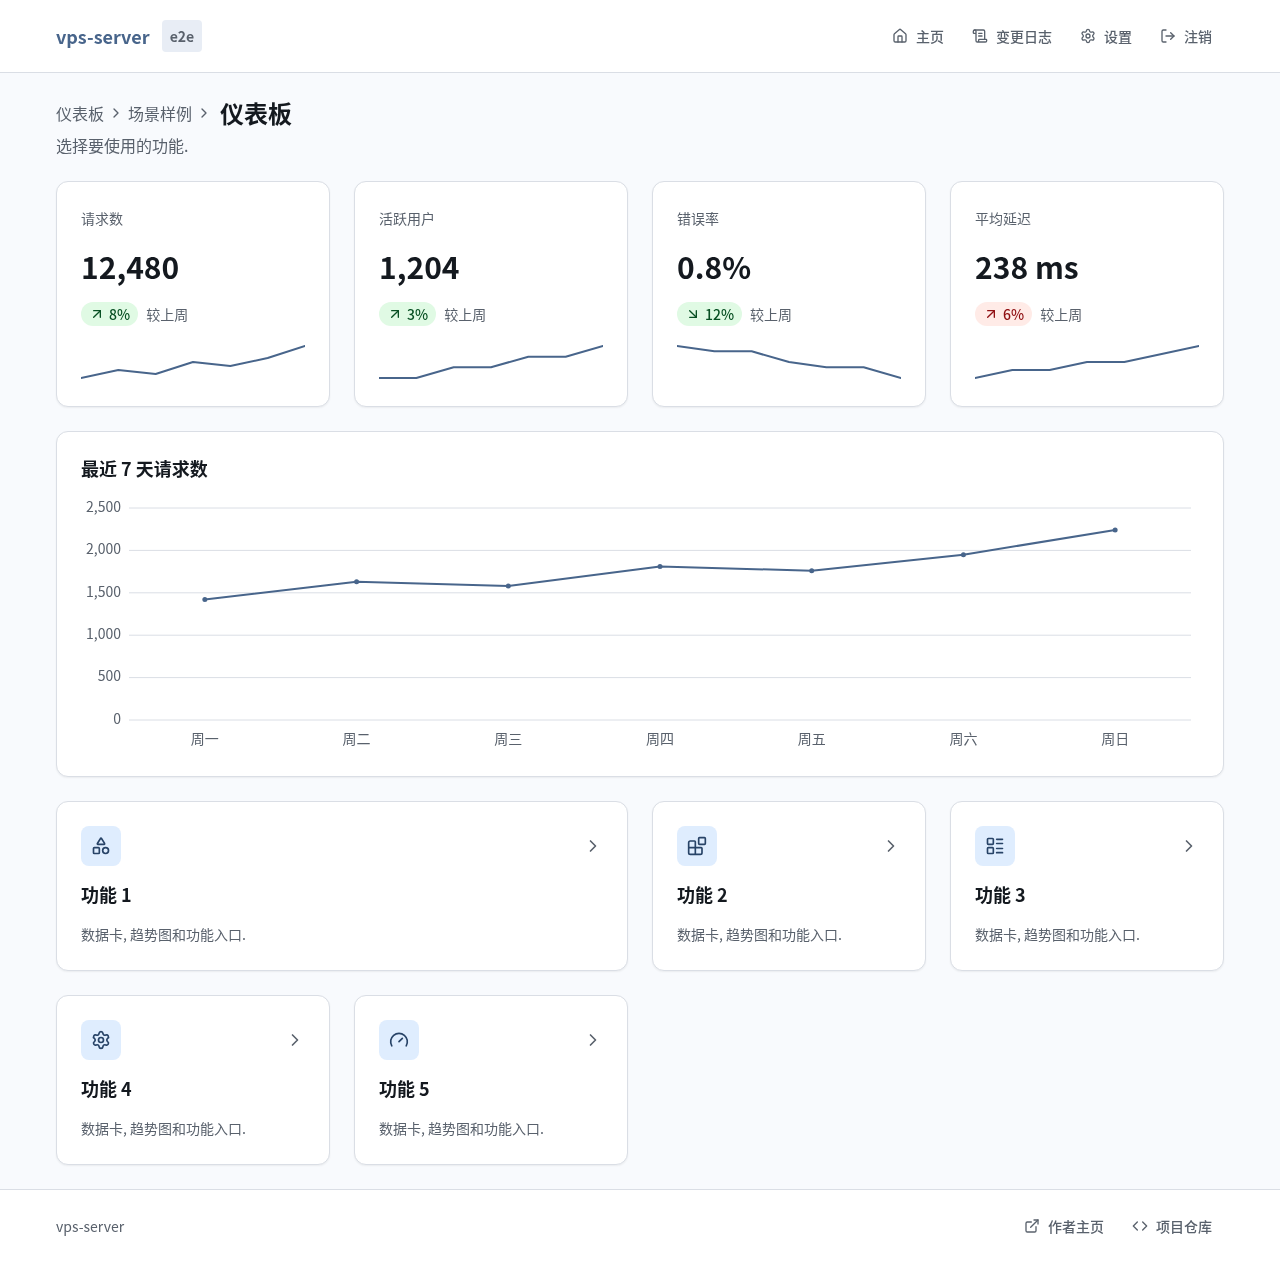 vps-server e2e 主页 变更日志 设置 注销
仪表板 场景样例 仪表板
选择要使用的功能.
请求数
12,480
8% 较上周
活跃用户
1,204
3% 较上周
错误率
0.8%
12% 较上周
平均延迟
238 ms
6% 较上周
最近 7 天请求数
2,500
2,000
1,500
1,000
500
0
周一 周二 周三 周四 周五 周六 周日
功能 1
数据卡, 趋势图和功能入口.
功能 2
数据卡, 趋势图和功能入口.
功能 3
数据卡, 趋势图和功能入口.
功能 4
数据卡, 趋势图和功能入口.
功能 5
数据卡, 趋势图和功能入口.
vps-server 作者主页 项目仓库